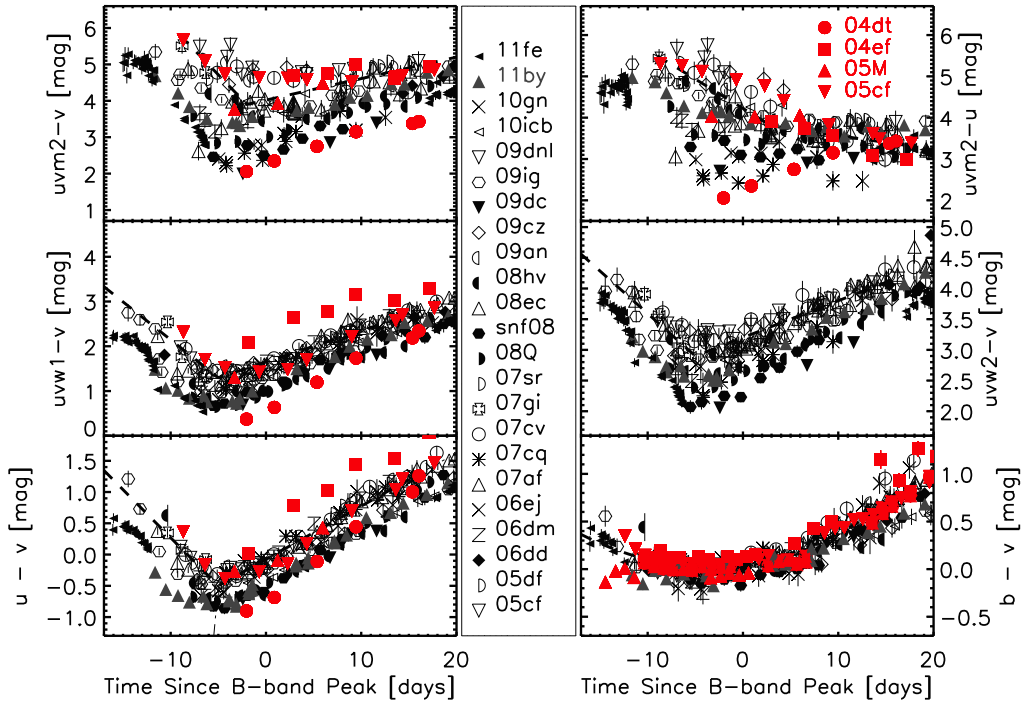 6
5
4
3
2
1
uvm2-v [mag]
4
3
2
1
0
uvw1-v [mag]
1.5
1.0
0.5
0.0
-0.5
-1.0
u - v [mag]
-10 0 10 20
Time Since B-band Peak [days]
11fe
11by
10gn
10icb
09dnl
09ig
09dc
09cz
09an
08hv
08ec
snf08
08Q
07sr
07gi
07cv
07cq
07af
06ej
06dm
06dd
05df
05cf
04dt
04ef
05M
05cf
6
5
4
3
2
uvm2-u [mag]
5.0
4.5
4.0
3.5
3.0
2.5
2.0
uvw2-v [mag]
1.0
0.5
0.0
-0.5
b - v [mag]
-10 0 10 20
Time Since B-band Peak [days]